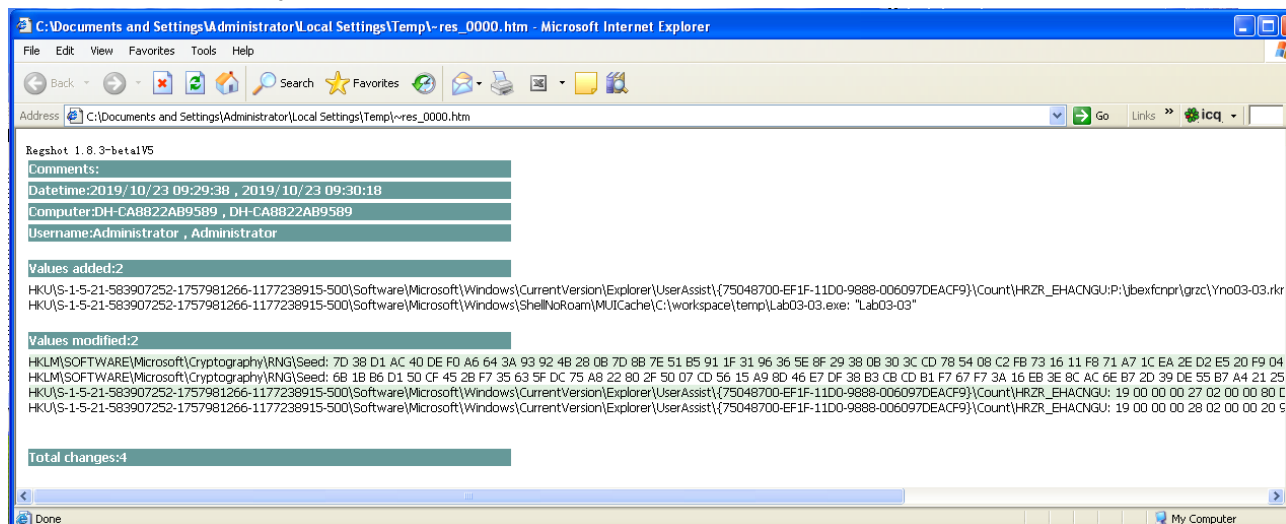 C:\Documents and Settings\Administrator\Local Settings\Temp\~res_0000.htm - Microsoft Internet Explorer
File Edit View Favorites Tools Help
Back Search Favorites
Address C:\Documents and Settings\Administrator\Local Settings\Temp\~res_0000.htm Go Links » icq
Regshot 1.8.3-beta1V5
Comments:
Datetime:2019/10/23 09:29:38 , 2019/10/23 09:30:18
Computer:DH-CA8822AB9589 , DH-CA8822AB9589
Username:Administrator , Administrator
Values added:2
HKU\S-1-5-21-583907252-1757981266-1177238915-500\Software\Microsoft\Windows\CurrentVersion\Explorer\UserAssist\{75048700-EF1F-11D0-9888-006097DEACF9}\Count\HRZR_EHACNGU:P:\jbexfcnpr\grzc\Yno03-03.rkr
HKU\S-1-5-21-583907252-1757981266-1177238915-500\Software\Microsoft\Windows\ShellNoRoam\MUICache\C:\workspace\temp\Lab03-03.exe: "Lab03-03"
Values modified:2
HKLM\SOFTWARE\Microsoft\Cryptography\RNG\Seed: 7D 38 D1 AC 40 DE F0 A6 64 3A 93 92 4B 28 0B 7D 8B 7E 51 B5 91 1F 31 96 36 5E 8F 29 38 0B 30 3C CD 78 54 08 C2 FB 73 16 11 F8 71 A7 1C EA 2E D2 E5 20 F9 04
HKLM\SOFTWARE\Microsoft\Cryptography\RNG\Seed: 6B 1B B6 D1 50 CF 45 2B F7 35 63 5F DC 75 A8 22 80 2F 50 07 CD 56 15 A9 8D 46 E7 DF 38 B3 CB CD B1 F7 67 F7 3A 16 EB 3E 8C AC 6E B7 2D 39 DE 55 B7 A4 21 25
HKU\S-1-5-21-583907252-1757981266-1177238915-500\Software\Microsoft\Windows\CurrentVersion\Explorer\UserAssist\{75048700-EF1F-11D0-9888-006097DEACF9}\Count\HRZR_EHACNGU: 19 00 00 00 27 02 00 00 80
HKU\S-1-5-21-583907252-1757981266-1177238915-500\Software\Microsoft\Windows\CurrentVersion\Explorer\UserAssist\{75048700-EF1F-11D0-9888-006097DEACF9}\Count\HRZR_EHACNGU: 19 00 00 00 28 02 00 00 20
Total changes:4
Done My Computer